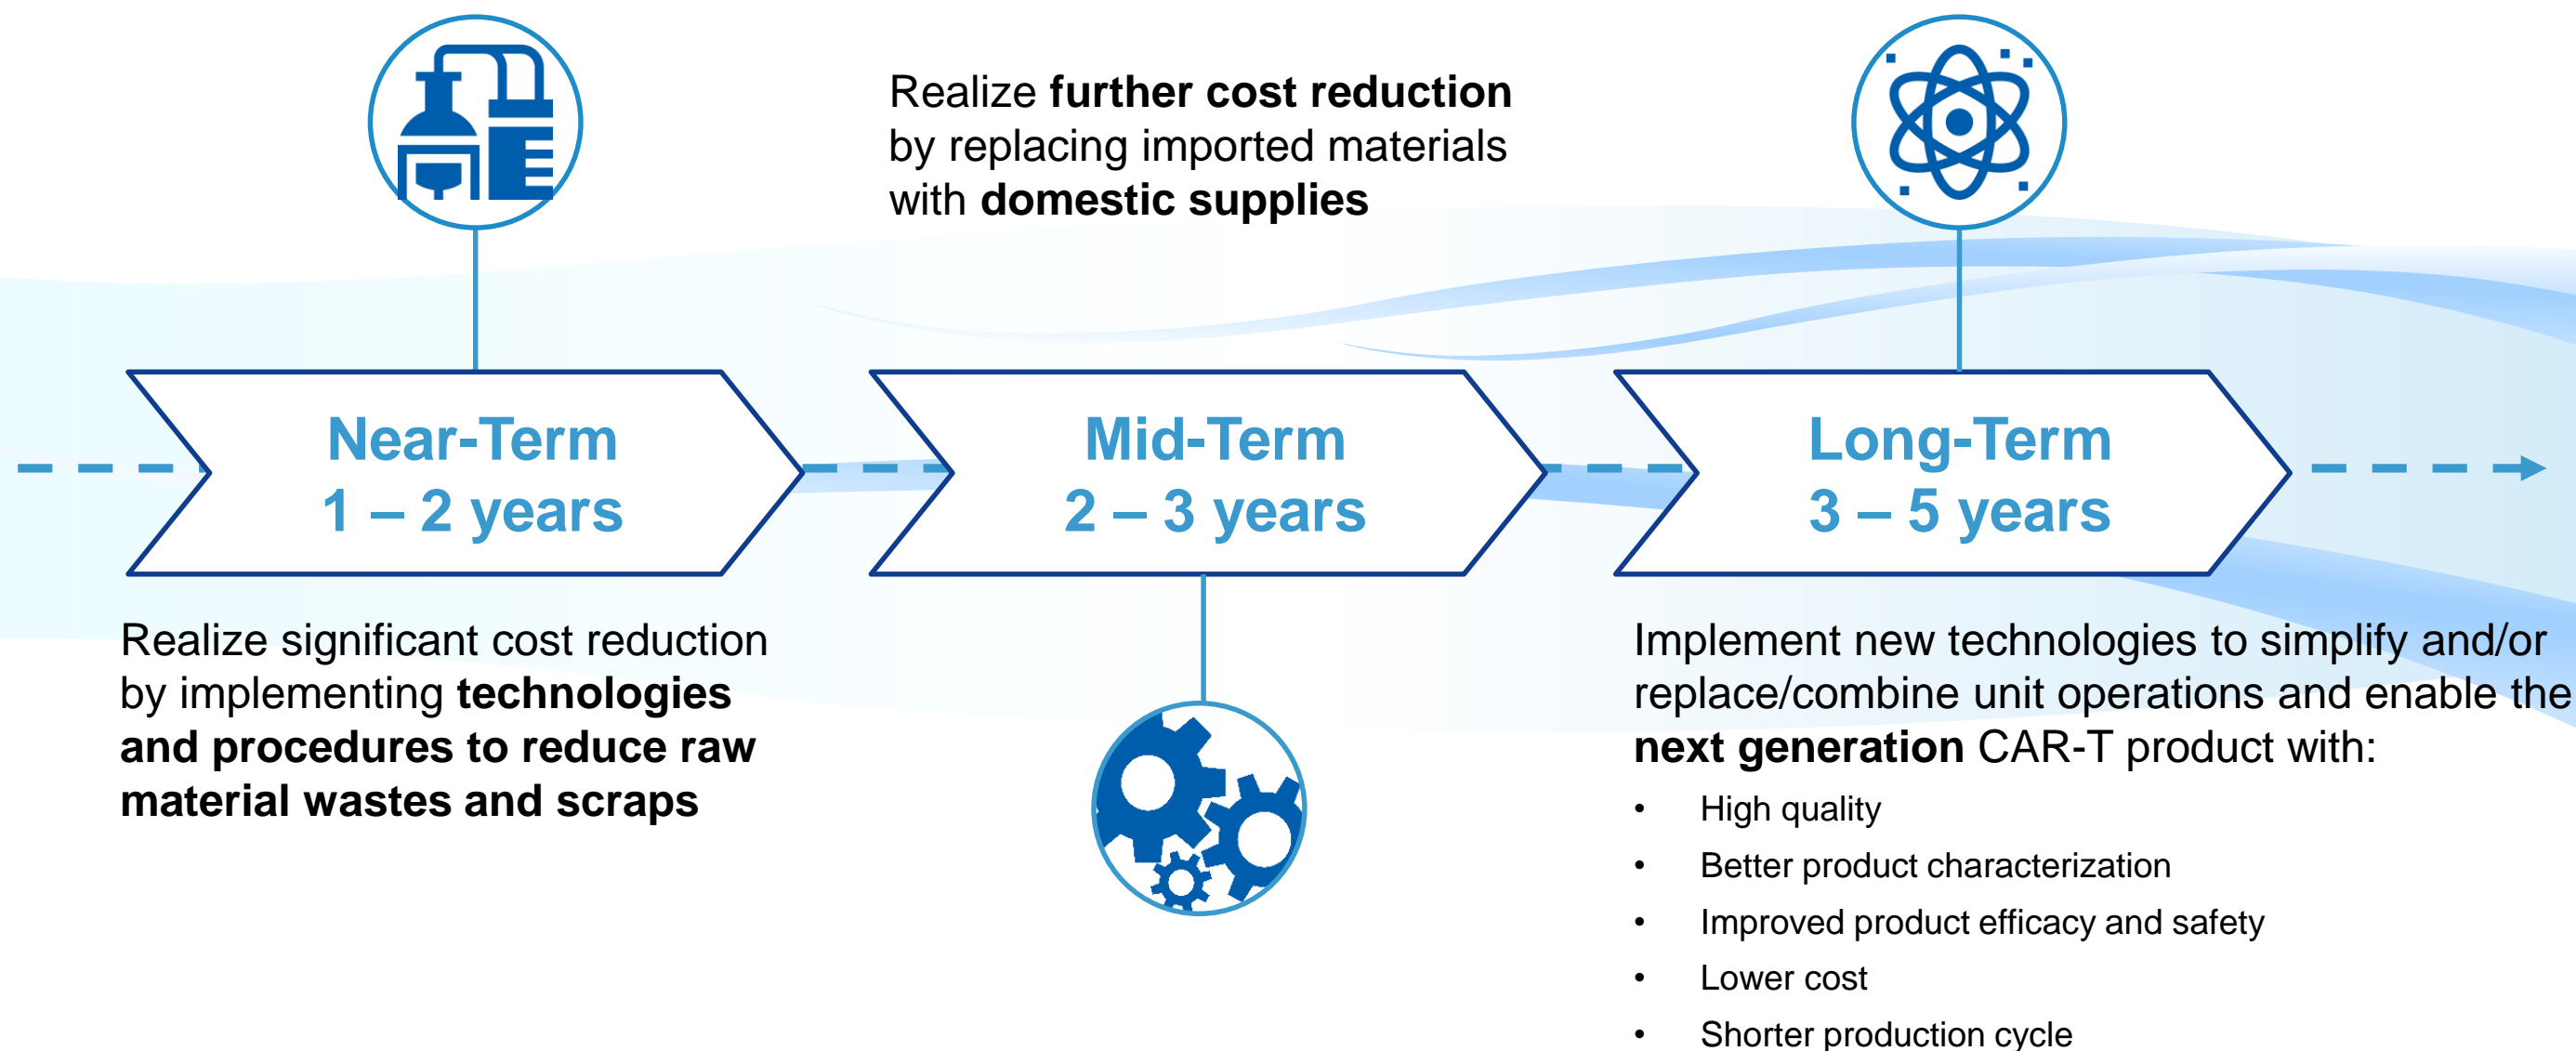 Near-Term
1 – 2 years
Realize significant cost reduction
by implementing technologies
and procedures to reduce raw
material wastes and scraps
Realize further cost reduction
by replacing imported materials
with domestic supplies
Mid-Term
2 – 3 years
Long-Term
3 – 5 years
Implement new technologies to simplify and/or
replace/combine unit operations and enable the
next generation CAR-T product with:
• High quality
• Better product characterization
• Improved product efficacy and safety
• Lower cost
• Shorter production cycle